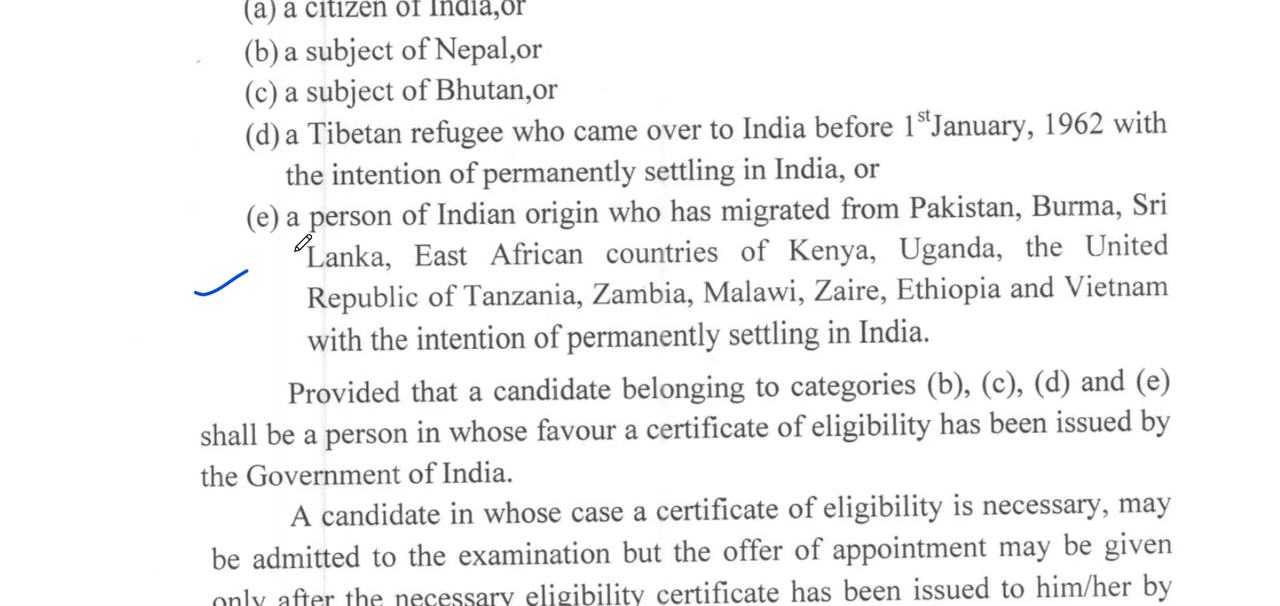 (a) a citizen of India,or
(b) a subject of Nepal,or
(c) a subject of Bhutan,or
(d) a Tibetan refugee who came over to India before 1st January, 1962 with
the intention of permanently settling in India, or
(e) a person of Indian origin who has migrated from Pakistan, Burma, Sri
Lanka, East African countries of Kenya, Uganda, the United
Republic of Tanzania, Zambia, Malawi, Zaire, Ethiopia and Vietnam
with the intention of permanently settling in India.
Provided that a candidate belonging to categories (b), (c), (d) and (e)
shall be a person in whose favour a certificate of eligibility has been issued by
the Government of India.
A candidate in whose case a certificate of eligibility is necessary, may
be admitted to the examination but the offer of appointment may be given
only after the necessary eligibility certificate has been issued to him/her by